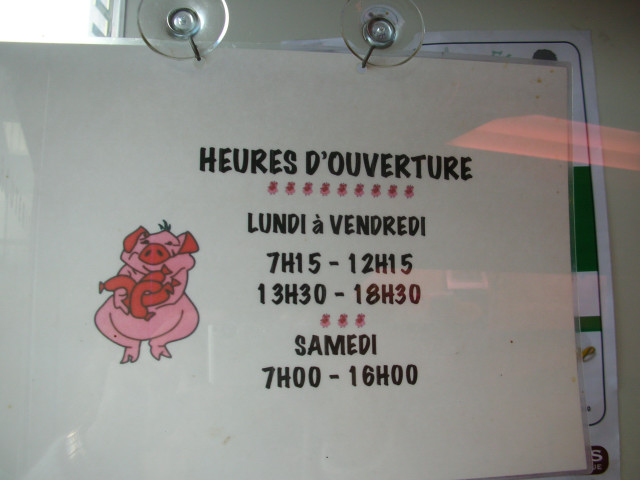 HEURES D'OUVERTURE
LUNDI à VENDREDI
7H15 - 12H15
13H30 - 18H30
SAMEDI
7H00 - 16H00